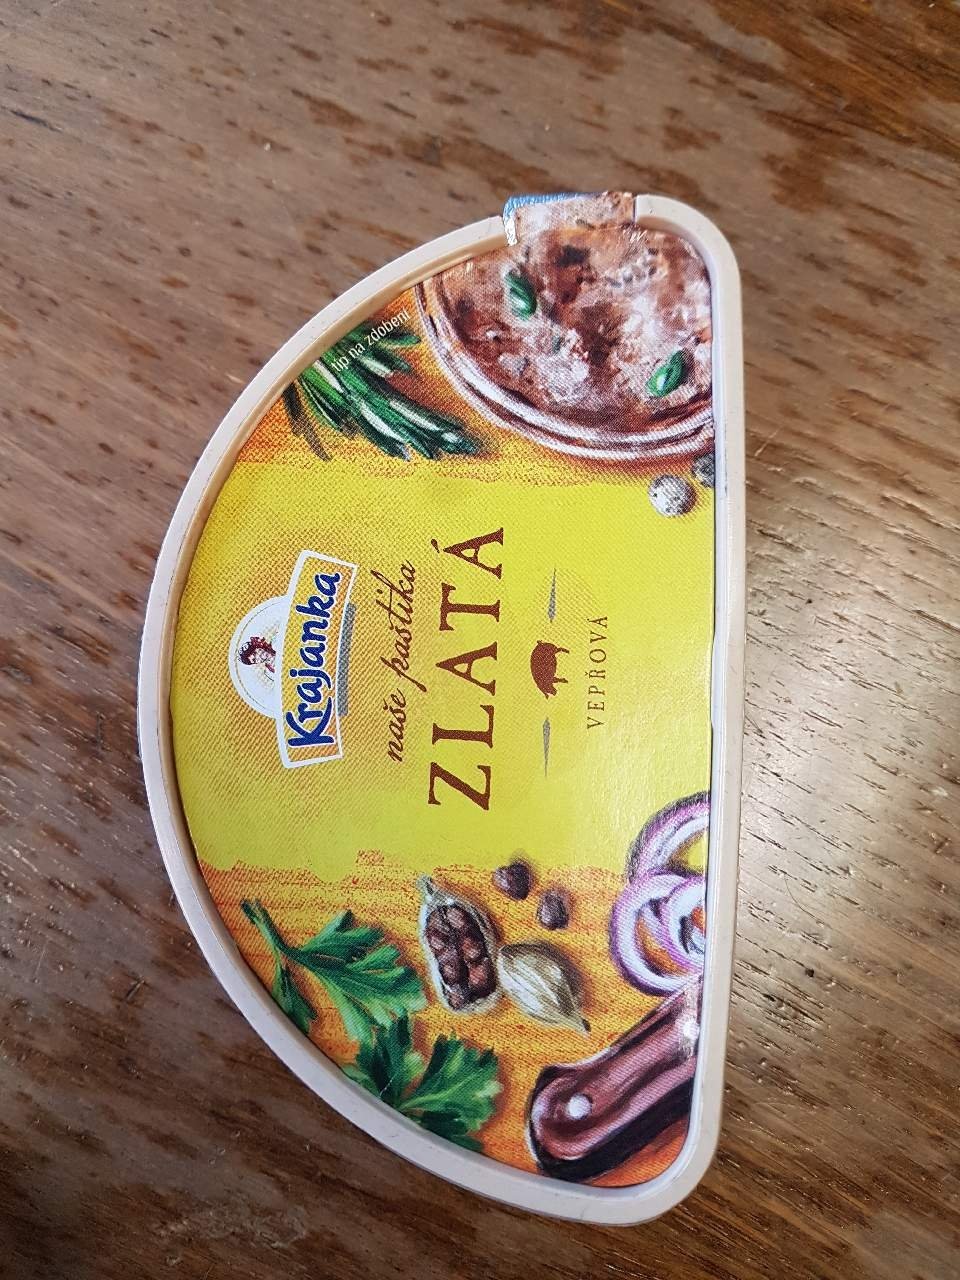 Krajanka
naše paštika
ZLATÁ
VEPŘOVÁ
tip na zdobení